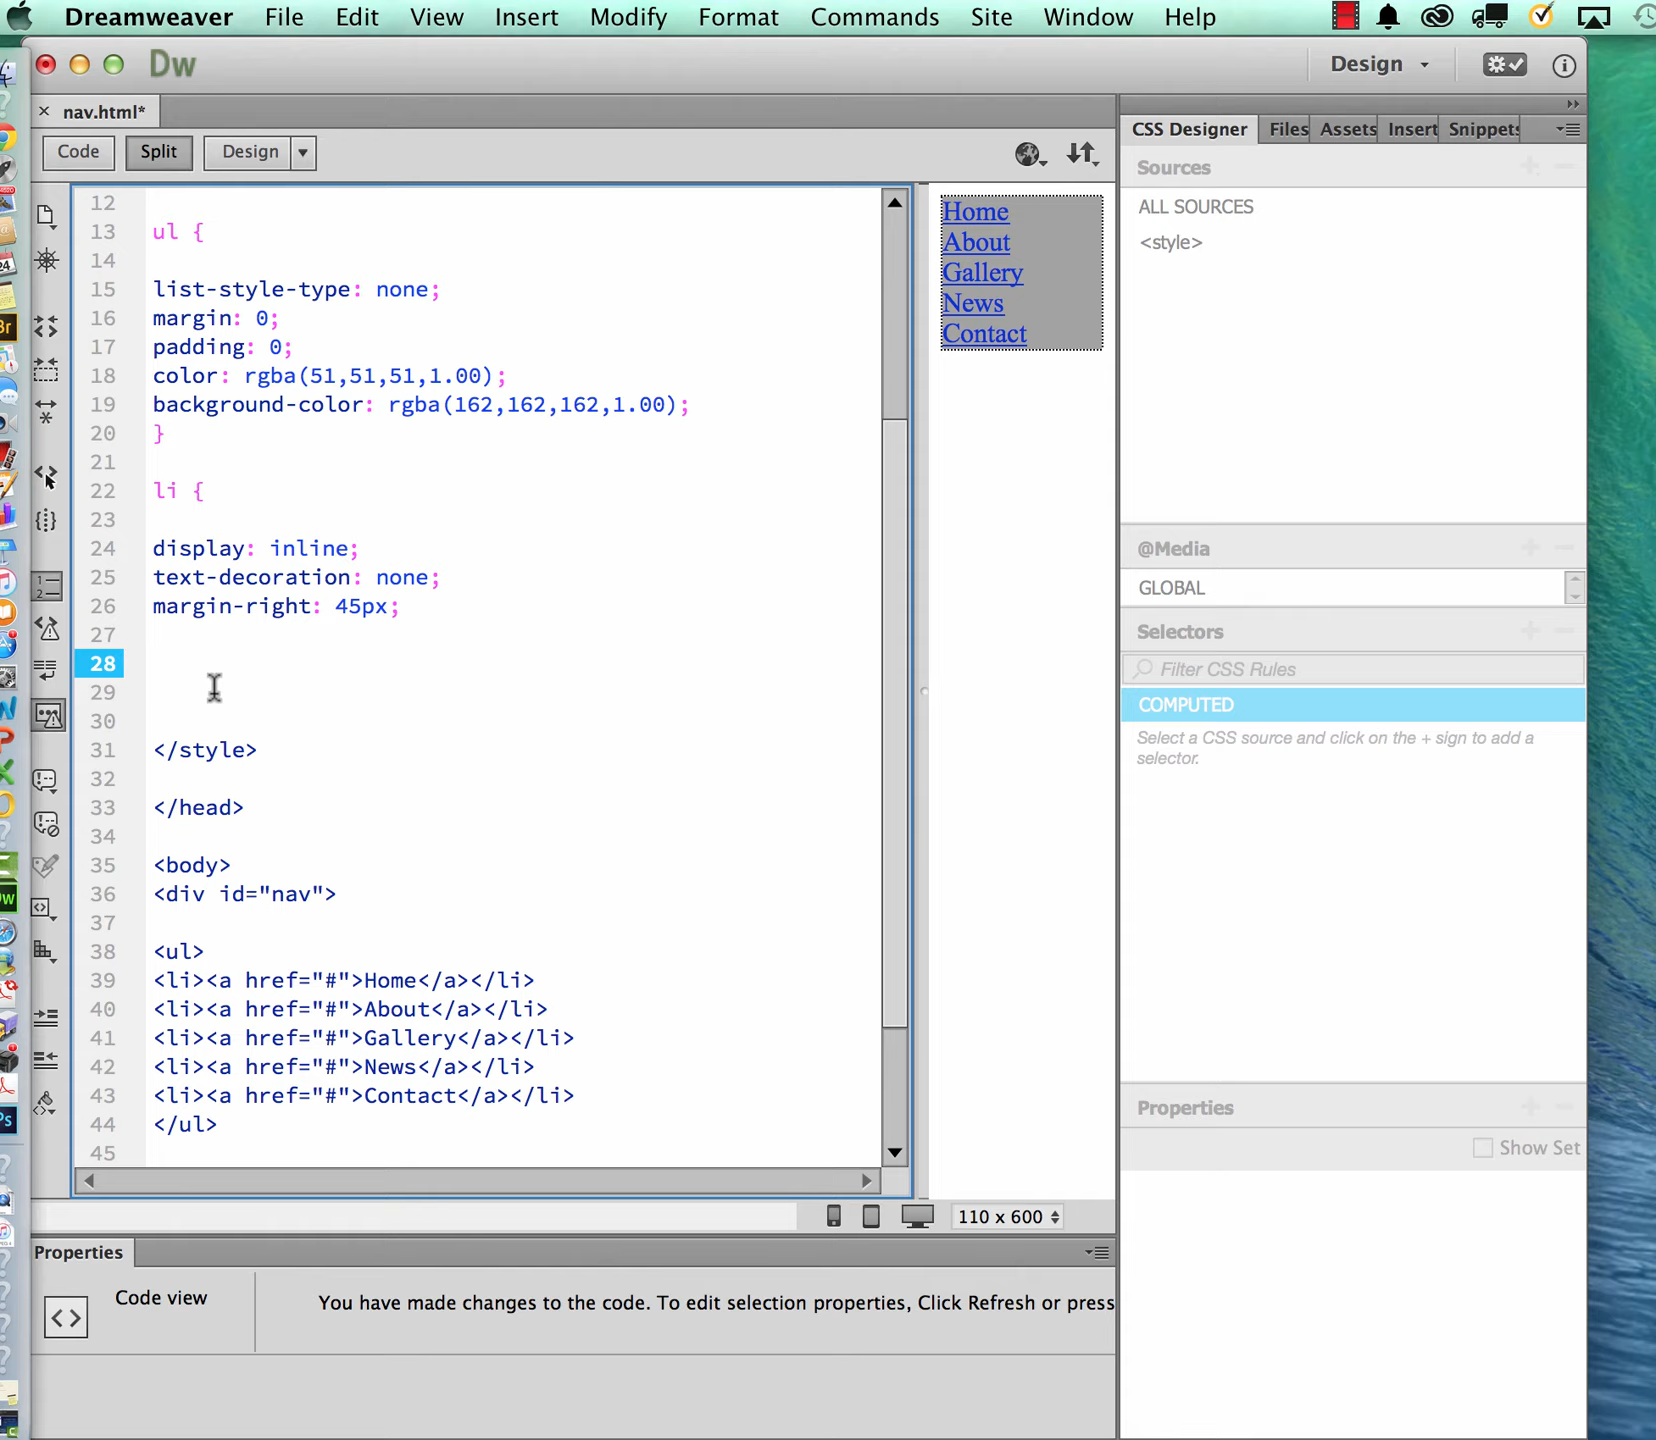 Dreamweaver File Edit View Insert Modify Format Commands Site Window Help
Dw
Design
nav.html*
Code Split Design
12
13 ul {
14
15 list-style-type: none;
16 margin: 0;
17 padding: 0;
18 color: rgba(51,51,51,1.00);
19 background-color: rgba(162,162,162,1.00);
20 }
21
22 li {
23
24 display: inline;
25 text-decoration: none;
26 margin-right: 45px;
27
28
29
30
31 </style>
32
33 </head>
34
35 <body>
36 <div id="nav">
37
38 <ul>
39 <li><a href="#">Home</a></li>
40 <li><a href="#">About</a></li>
41 <li><a href="#">Gallery</a></li>
42 <li><a href="#">News</a></li>
43 <li><a href="#">Contact</a></li>
44 </ul>
45
Home
About
Gallery
News
Contact
110 x 600
CSS Designer Files Assets Insert Snippets
Sources
ALL SOURCES
<style>
@Media
GLOBAL
Selectors
Filter CSS Rules
COMPUTED
Select a CSS source and click on the + sign to add a
selector.
Properties
Show Set
Properties
Code view
You have made changes to the code. To edit selection properties, Click Refresh or press